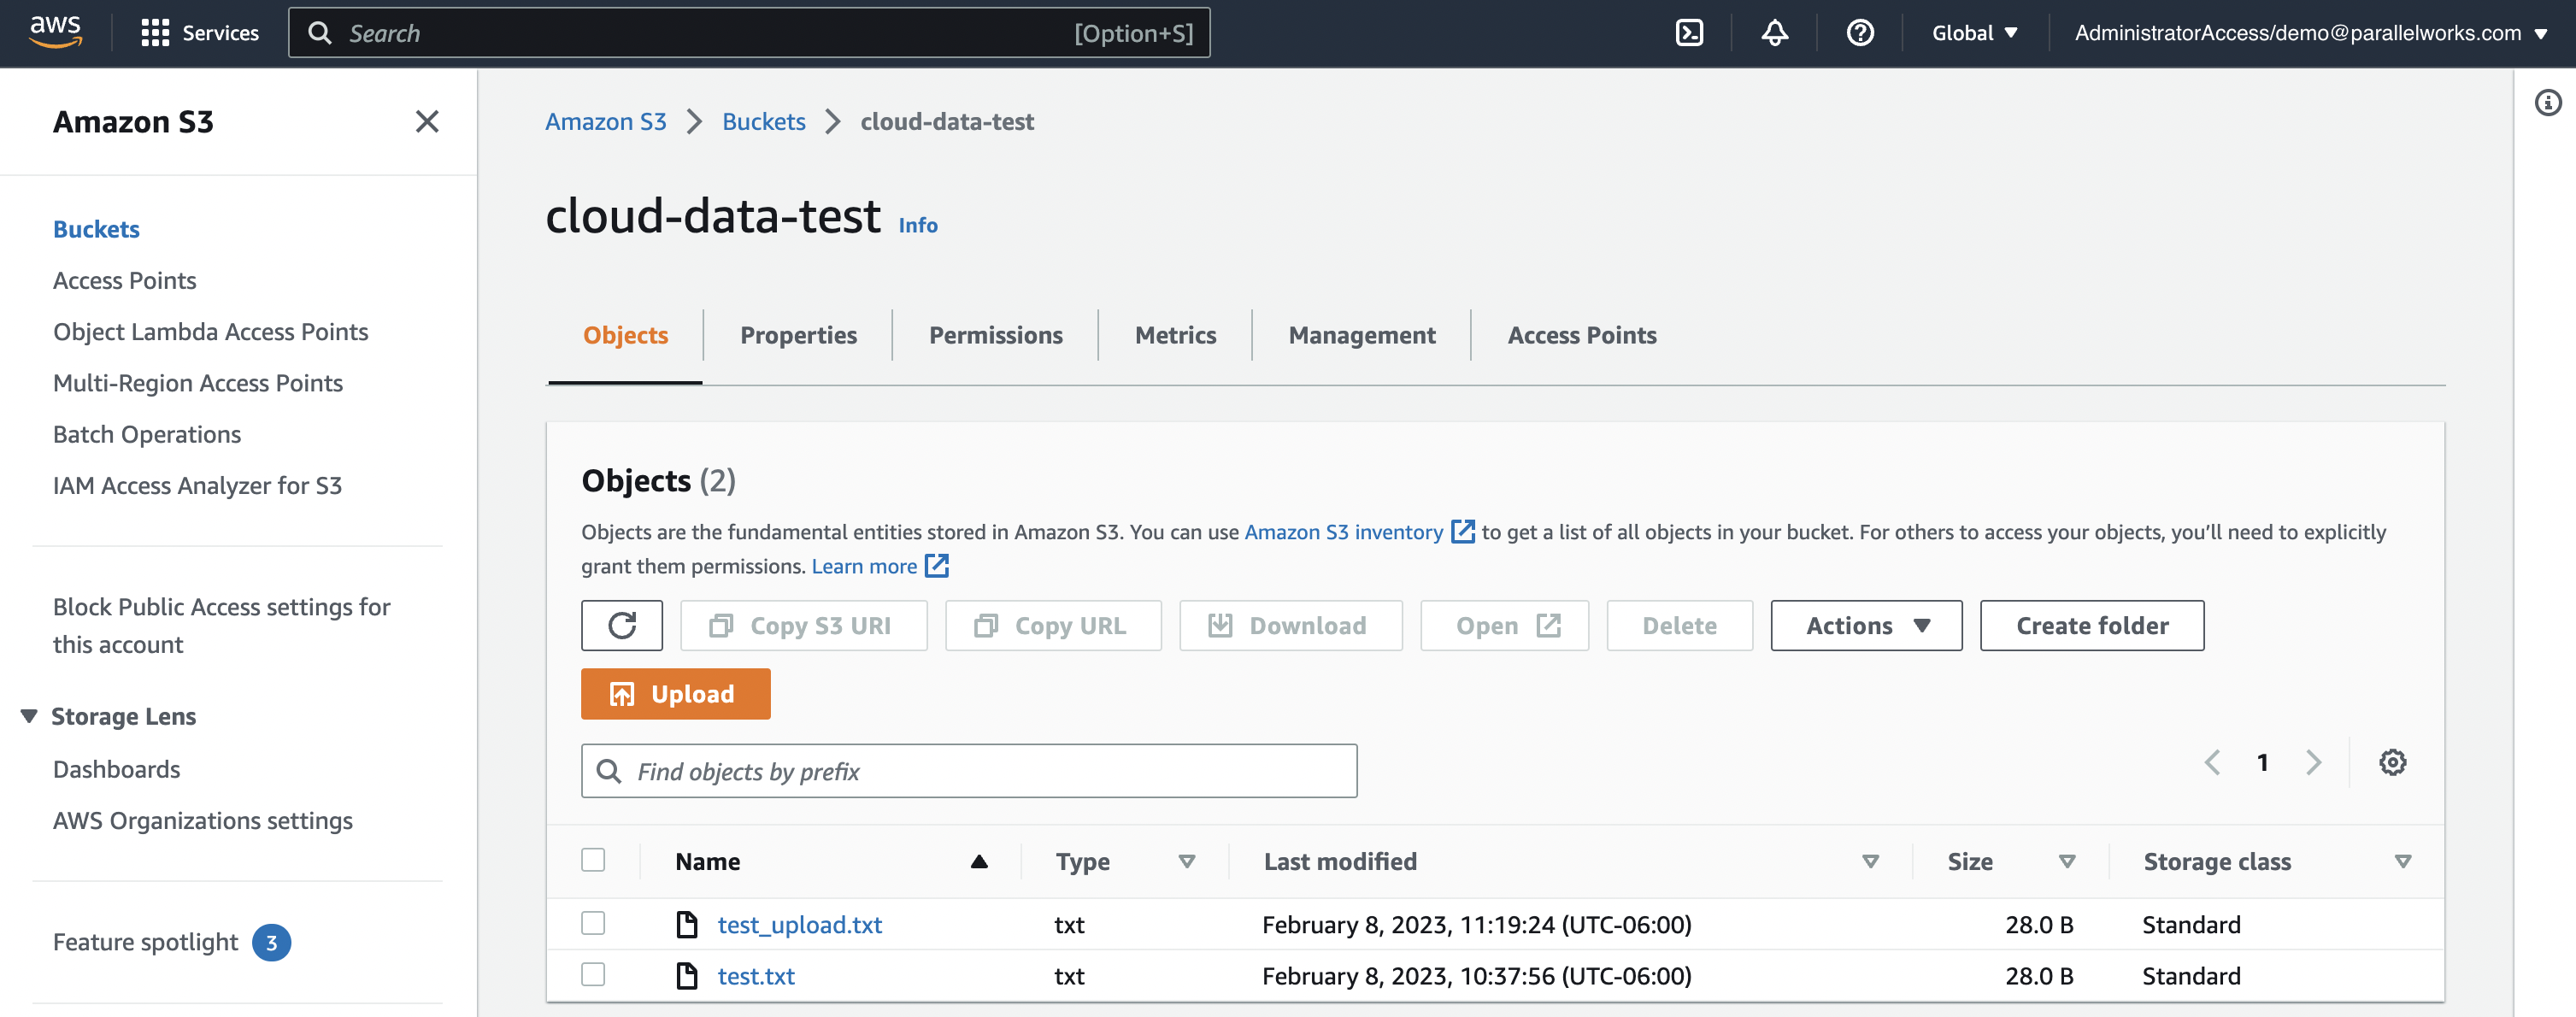 aws Services Search [Option+S] Global AdministratorAccess/demo@parallelworks.com
Amazon S3
Buckets
Access Points
Object Lambda Access Points
Multi-Region Access Points
Batch Operations
IAM Access Analyzer for S3
Block Public Access settings for
this account
Storage Lens
Dashboards
AWS Organizations settings
Feature spotlight 3
Amazon S3 Buckets cloud-data-test
cloud-data-test Info
Objects Properties Permissions Metrics Management Access Points
Objects (2)
Objects are the fundamental entities stored in Amazon S3. You can use Amazon S3 inventory to get a list of all objects in your bucket. For others to access your objects, you’ll need to explicitly
grant them permissions. Learn more
Copy S3 URI Copy URL Download Open Delete Actions Create folder
Upload
Find objects by prefix 1
Name Type Last modified Size Storage class
test_upload.txt txt February 8, 2023, 11:19:24 (UTC-06:00) 28.0 B Standard
test.txt txt February 8, 2023, 10:37:56 (UTC-06:00) 28.0 B Standard